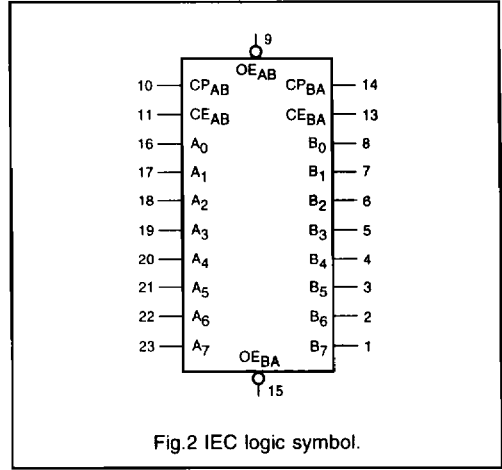 9
OEAB
10 CPAB CPBA 14
11 CEAB CEBA 13
16 A0 B0 8
17 A1 B1 7
18 A2 B2 6
19 A3 B3 5
20 A4 B4 4
21 A5 B5 3
22 A6 B6 2
23 A7 B7 1
OEBA
15
Fig.2 IEC logic symbol.